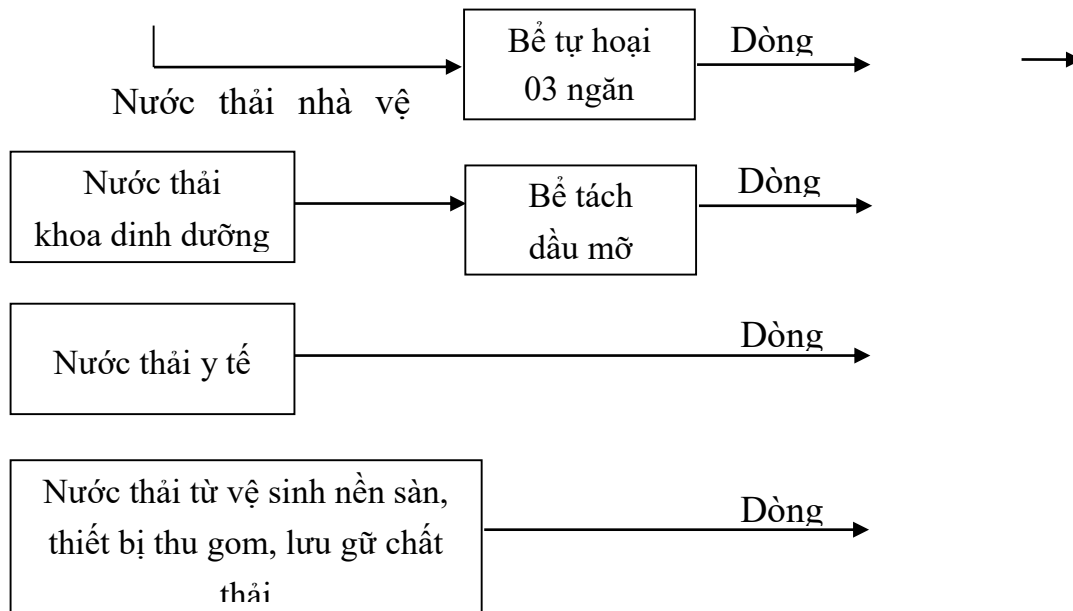 Bể tự hoại
03 ngăn
Dòng
Nước thải nhà vệ
Nước thải
khoa dinh dưỡng
Bể tách
dầu mỡ
Dòng
Nước thải y tế
Dòng
Nước thải từ vệ sinh nền sàn,
thiết bị thu gom, lưu gữ chất
thải
Dòng